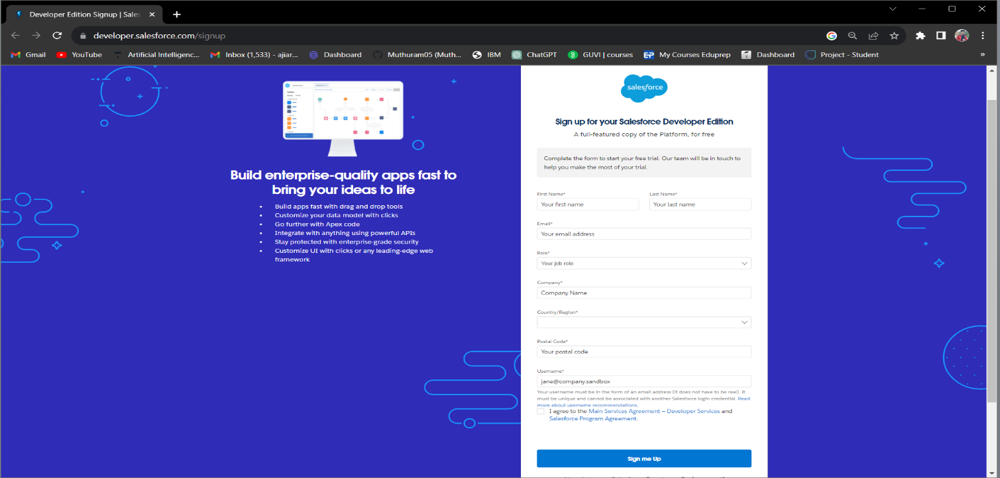 Developer Edition Signup | Sales
developer.salesforce.com/signup
Gmail
YouTube
Artificial Intelligenc...
Inbox (1,533) – ajiar...
Dashboard
Muthuram05 (Muth...
IBM
ChatGPT
GUVI | courses
EP
My Courses Eduprep
Dashboard
Project - Student
»
Build enterprise-quality apps fast to
bring your ideas to life
• Build apps fast with drag and drop tools
• Customize your data model with clicks
• Go further with Apex code
• Integrate with anything using powerful APIs
• Stay protected with enterprise-grade security
• Customize UI with clicks or any leading-edge web
framework
salesforce
Sign up for your Salesforce Developer Edition
A full-featured copy of the Platform, for free
Complete the form to start your free trial. Our team will be in touch to
help you make the most of your trial.
First Name* Last Name*
Your first name Your last name
Email*
Your email address
Role*
Your job role
Company*
Company Name
Country/Region*
Postal Code*
Your postal code
Username*
jane@company.sandbox
Your username must be in the form of an email address (it does not have to be real). It
must be unique and cannot be associated with another Salesforce login credential. Read
more about username recommendations.
I agree to the Main Services Agreement – Developer Services and
Salesforce Program Agreement.
Sign me Up